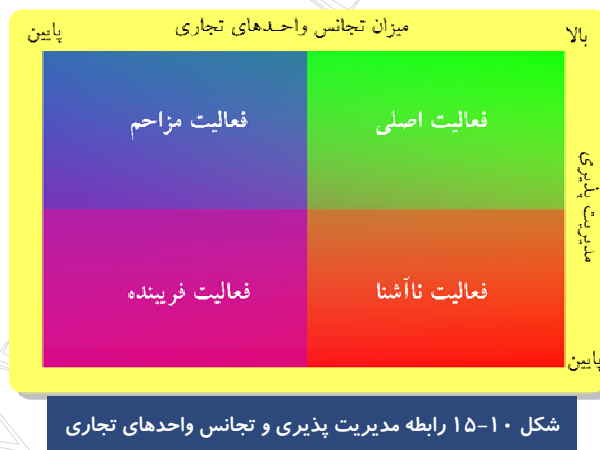 میزان تجانس واحدهای تجاری
بالا
پایین
فعالیت اصلی
فعالیت مزاحم
مدیریت پذیری
فعالیت ناآشنا
فعالیت فریبنده
پایین
شکل ۱۰-۱۵ رابطه مدیریت پذیری و تجانس واحدهای تجاری